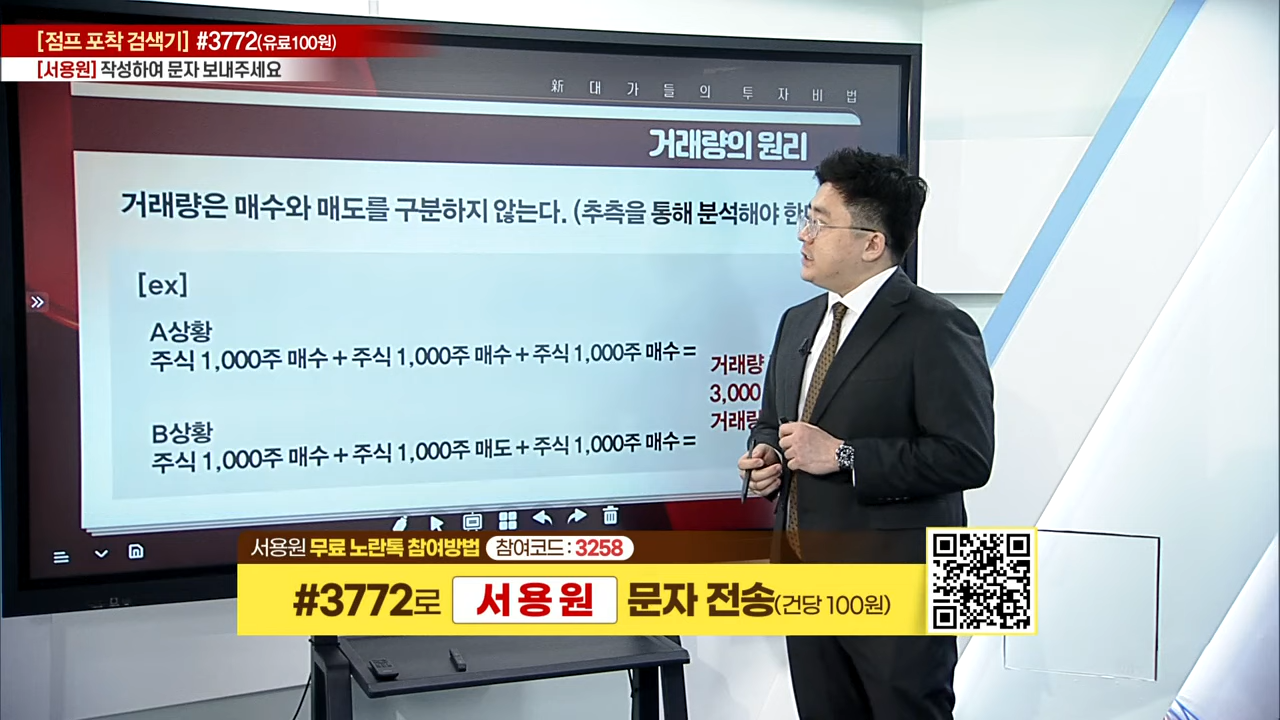 [점프 포착 검색기] #3772(유료100원)
[서용원] 작성하여 문자 보내주세요
新 대 가 들 의 투 자 비 법
거래량의 원리
거래량은 매수와 매도를 구분하지 않는다. (추측을 통해 분석해야 한
[ex]
A상황
주식 1,000주 매수 + 주식 1,000주 매수 + 주식 1,000주 매수 =
거래량
3,000
거래량
B상황
주식 1,000주 매수 + 주식 1,000주 매도 + 주식 1,000주 매수 =
서용원 무료 노란톡 참여방법 참여코드 : 3258
#3772로 서용원 문자 전송(건당 100원)